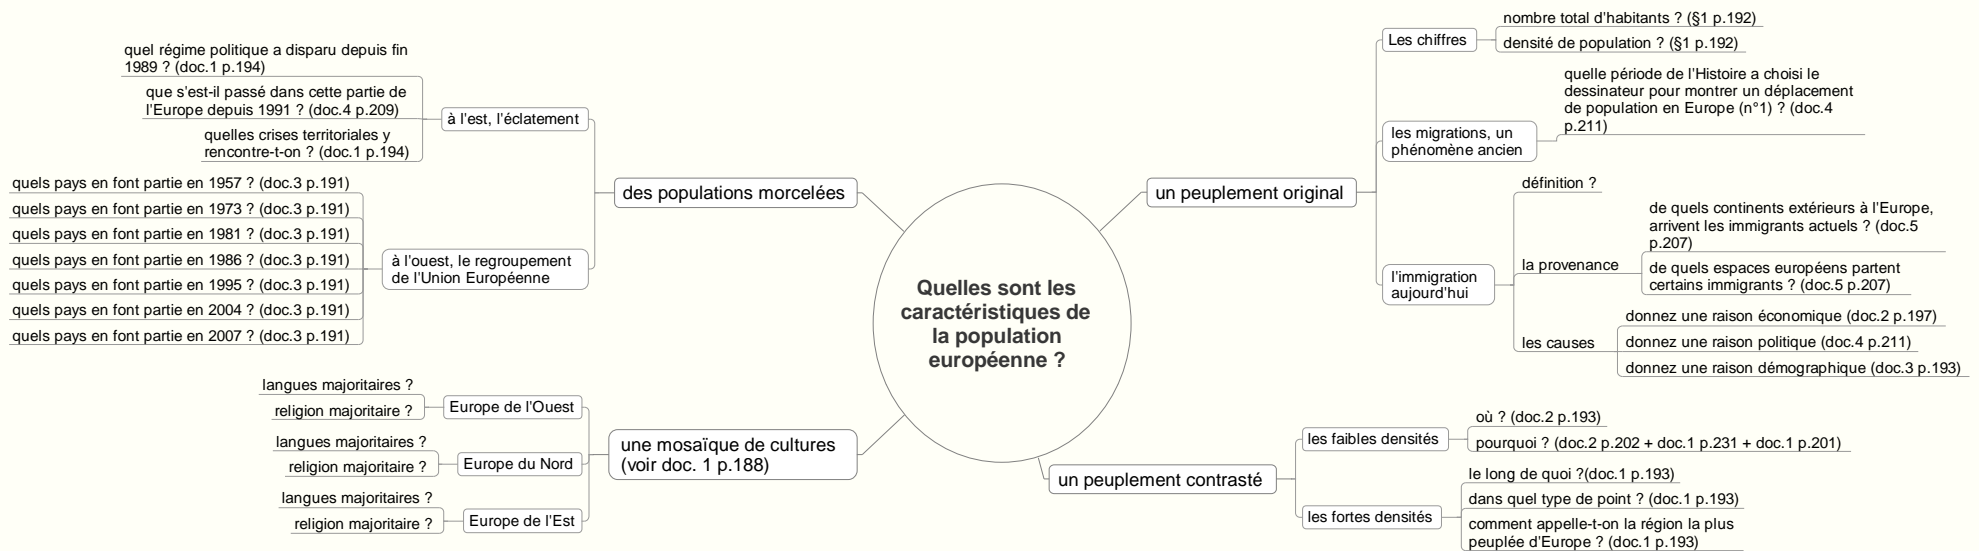 Quelles sont les
caractéristiques de
la population
européenne ?
un peuplement original
Les chiffres
nombre total d'habitants ? (§1 p.192)
densité de population ? (§1 p.192)
les migrations, un
phénomène ancien
quelle période de l'Histoire a choisi le
dessinateur pour montrer un déplacement
de population en Europe (n°1) ? (doc.4
p.211)
l'immigration
aujourd'hui
définition ?
la provenance
de quels continents extérieurs à l'Europe,
arrivent les immigrants actuels ? (doc.5
p.207)
de quels espaces européens partent
certains immigrants ? (doc.5 p.207)
les causes
donnez une raison économique (doc.2 p.197)
donnez une raison politique (doc.4 p.211)
donnez une raison démographique (doc.3 p.193)
un peuplement contrasté
les faibles densités
où ? (doc.2 p.193)
pourquoi ? (doc.2 p.202 + doc.1 p.231 + doc.1 p.201)
les fortes densités
le long de quoi ?(doc.1 p.193)
dans quel type de point ? (doc.1 p.193)
comment appelle-t-on la région la plus
peuplée d'Europe ? (doc.1 p.193)
des populations morcelées
à l'est, l'éclatement
quel régime politique a disparu depuis fin
1989 ? (doc.1 p.194)
que s'est-il passé dans cette partie de
l'Europe depuis 1991 ? (doc.4 p.209)
quelles crises territoriales y
rencontre-t-on ? (doc.1 p.194)
à l'ouest, le regroupement
de l'Union Européenne
quels pays en font partie en 1957 ? (doc.3 p.191)
quels pays en font partie en 1973 ? (doc.3 p.191)
quels pays en font partie en 1981 ? (doc.3 p.191)
quels pays en font partie en 1986 ? (doc.3 p.191)
quels pays en font partie en 1995 ? (doc.3 p.191)
quels pays en font partie en 2004 ? (doc.3 p.191)
quels pays en font partie en 2007 ? (doc.3 p.191)
une mosaïque de cultures
(voir doc. 1 p.188)
Europe de l'Ouest
langues majoritaires ?
religion majoritaire ?
Europe du Nord
langues majoritaires ?
religion majoritaire ?
Europe de l'Est
langues majoritaires ?
religion majoritaire ?